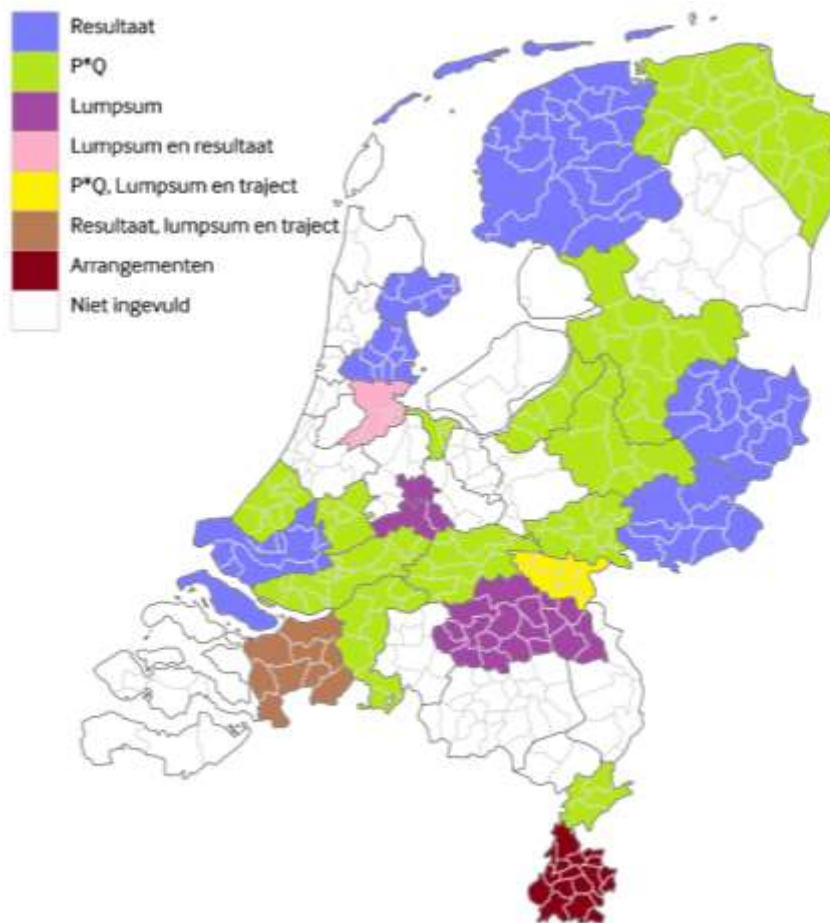 Resultaat
P*Q
Lumpsum
Lumpsum en resultaat
P*Q, Lumpsum en traject
Resultaat, lumpsum en traject
Arrangementen
Niet ingevuld